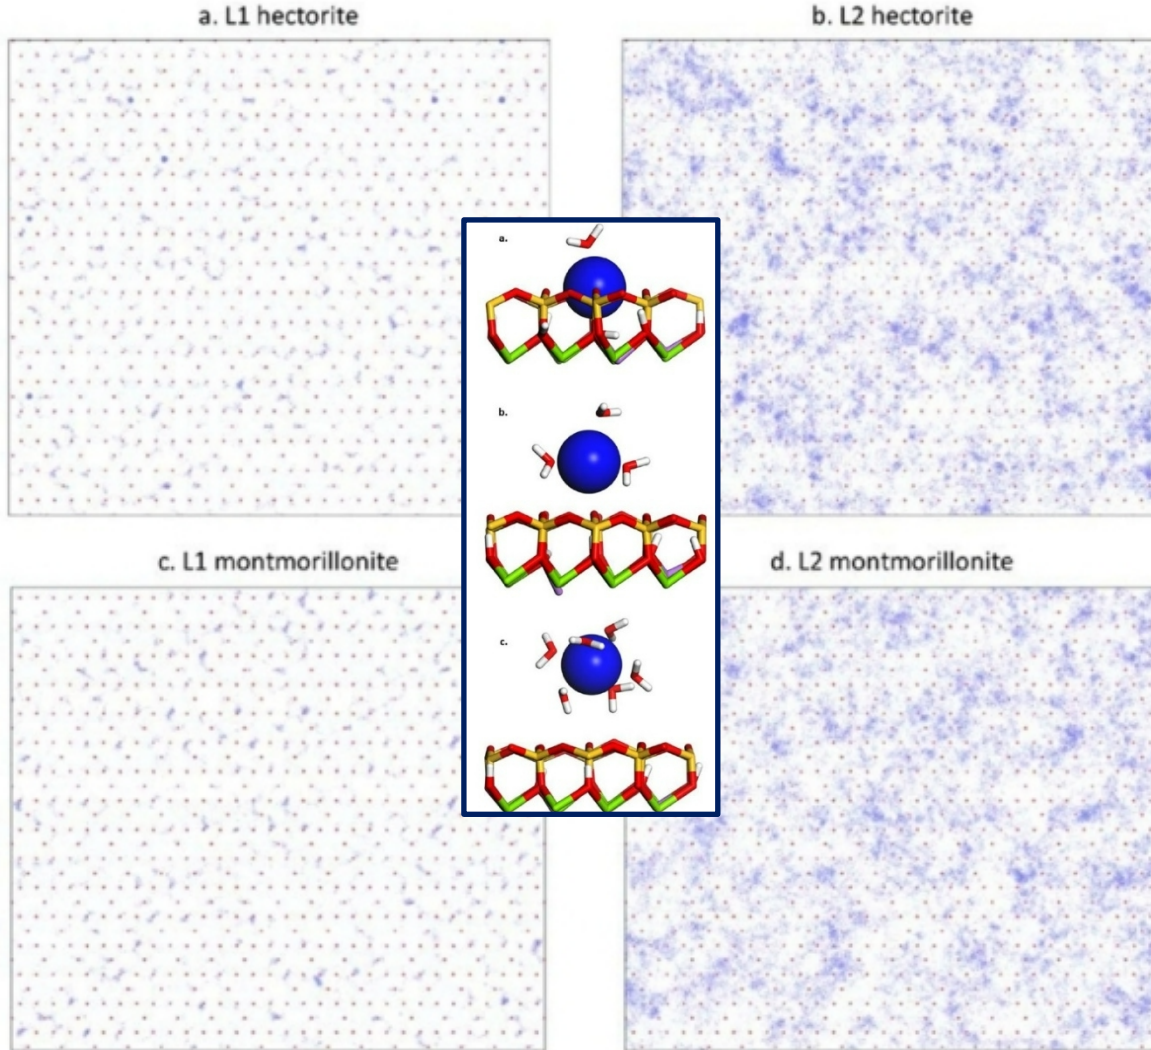 a. L1 hectorite
b. L2 hectorite
a.
b.
c.
c. L1 montmorillonite
d. L2 montmorillonite